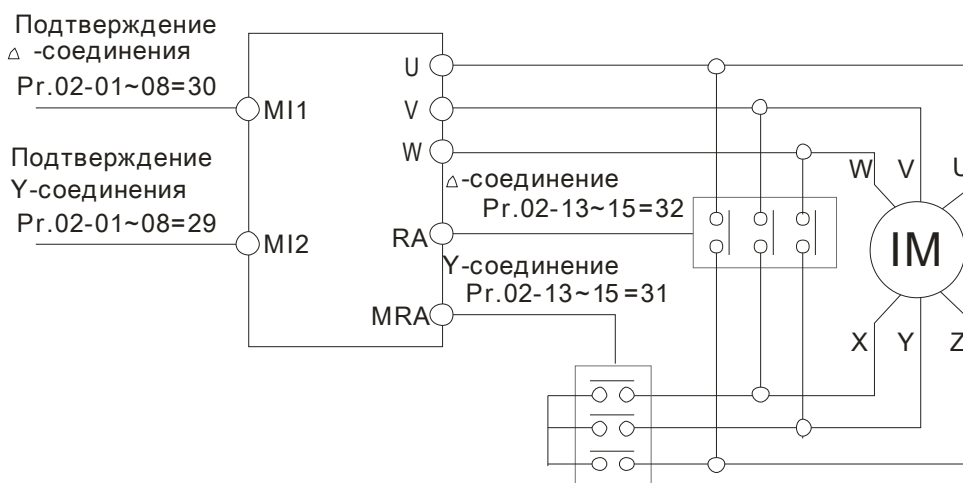 Подтверждение
△ -соединения
Pr.02-01~08=30
MI1
Подтверждение
Y-соединения
Pr.02-01~08=29
MI2
U
V
W
△-соединение
Pr.02-13~15=32
RA
Y-соединение
Pr.02-13~15=31
MRA
W V U
IM
X Y Z